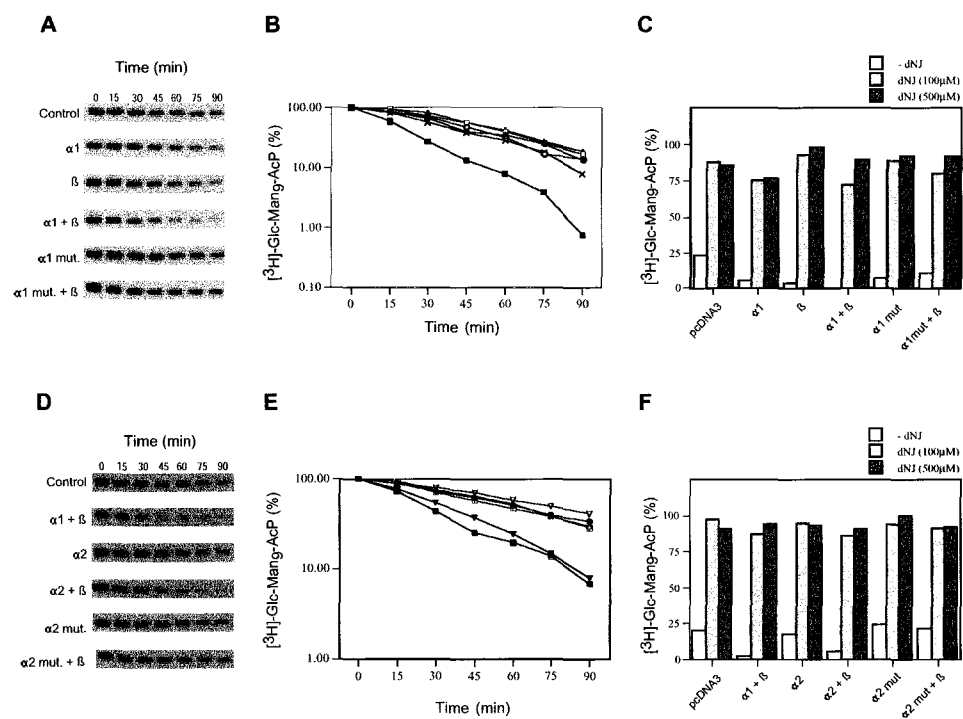 A
Time (min)
0 15 30 45 60 75 90
Control
α1
ß
α1 + ß
α1 mut.
α1 mut. + ß
B
[³H]-Glc-Mang-AcP (%)
100.00
10.00
1.00
0.10
0 15 30 45 60 75 90
Time (min)
C
- dNJ
dNJ (100µM)
dNJ (500µM)
[³H]-Glc-Mang-AcP (%)
100
75
50
25
0
pcDNA3
α1
ß
α1 + ß
α1 mut
α1mut + ß
D
Time (min)
0 15 30 45 60 75 90
Control
α1 + ß
α2
α2 + ß
α2 mut.
α2 mut. + ß
E
[³H]-Glc-Mang-AcP (%)
100.00
10.00
1.00
0 15 30 45 60 75 90
Time (min)
F
- dNJ
dNJ (100µM)
dNJ (500µM)
[³H]-Glc-Mang-AcP (%)
100
75
50
25
0
pcDNA3
α1 + ß
α2
α2 + ß
α2 mut
α2 mut + ß